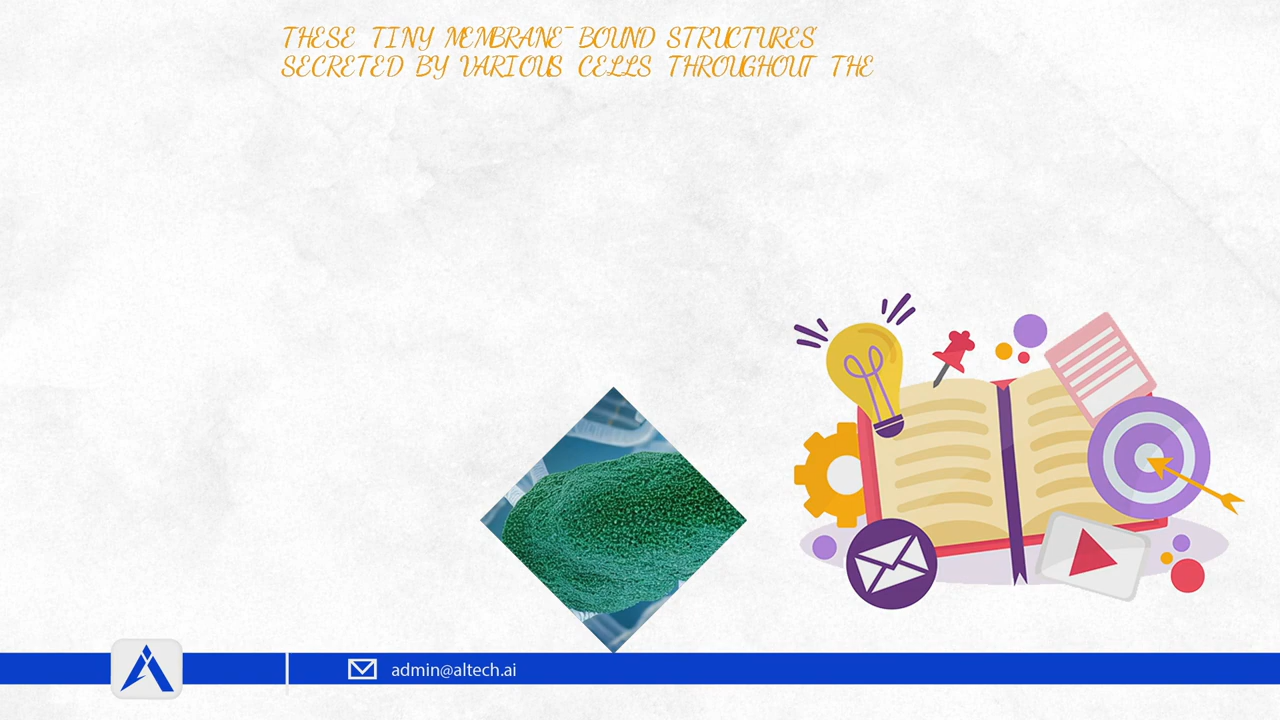 THESE TINY MEMBRANE-BOUND STRUCTURES
SECRETED BY VARIOUS CELLS THROUGHOUT THE
admin@altech.ai